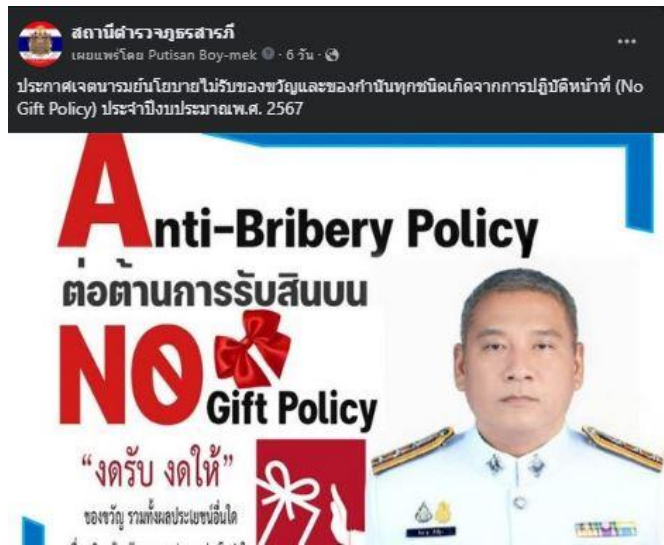 สถานีตำรวจภูธรสารภี
เผยแพร่โดย Putisan Boy-mek · 6 วัน ·
ประกาศเจตนารมย์นโยบายไม่รับของขวัญและของกำนันทุกชนิดเกิดจากการปฏิบัติหน้าที่ (No
Gift Policy) ประจำปีงบประมาณพ.ศ. 2567
Anti-Bribery Policy
ต่อต้านการรับสินบน
NO
Gift Policy
“งดรับ งดให้”
ของขวัญ รวมทั้งผลประโยชน์อื่นใด